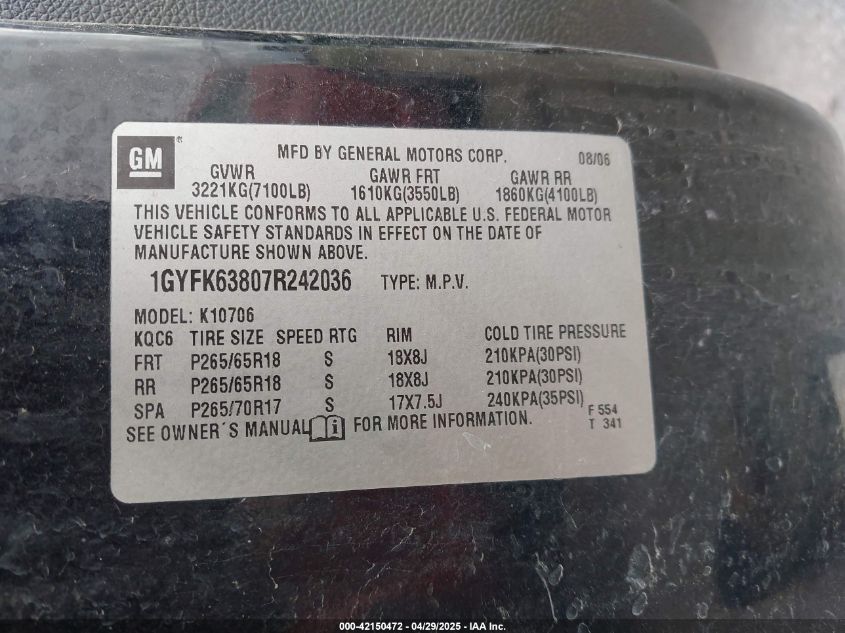 GM
MFD BY GENERAL MOTORS CORP. 08/06
GVWR GAWR FRT GAWR RR
3221KG(7100LB) 1610KG(3550LB) 1860KG(4100LB)
THIS VEHICLE CONFORMS TO ALL APPLICABLE U.S. FEDERAL MOTOR
VEHICLE SAFETY STANDARDS IN EFFECT ON THE DATE OF
MANUFACTURE SHOWN ABOVE.
1GYFK63807R242036 TYPE: M.P.V.
MODEL: K10706
KQC6 TIRE SIZE SPEED RTG RIM COLD TIRE PRESSURE
FRT P265/65R18 S 18X8J 210KPA(30PSI)
RR P265/65R18 S 18X8J 210KPA(30PSI)
SPA P265/70R17 S 17X7.5J 240KPA(35PSI)
F 554
SEE OWNER´S MANUAL FOR MORE INFORMATION.
T 341
000-42150472 - 04/29/2025 - IAA Inc.